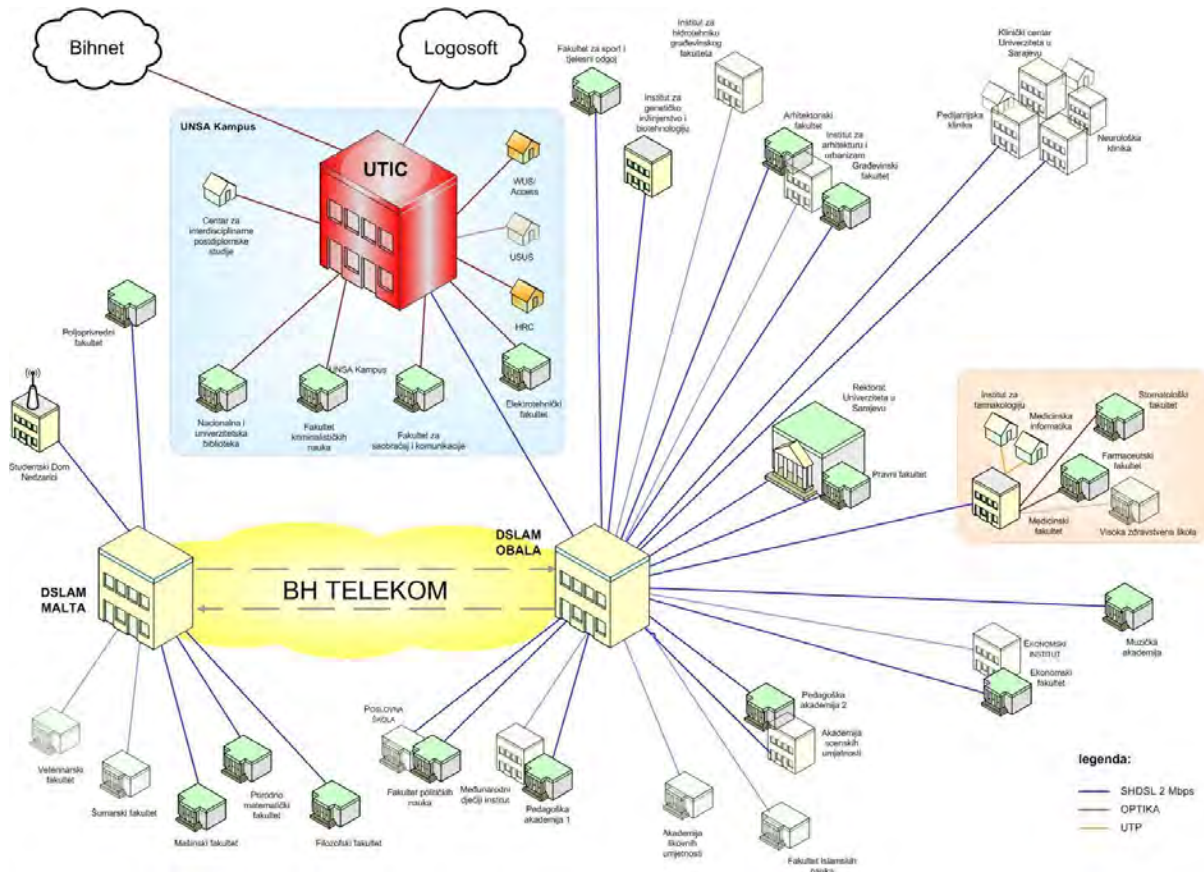 Bihnet
Logosoft
UNSA Kampus
UTIC
WUS/
Access
USUS
HRC
Centar za
interdisciplinarne
postdiplomske
studije
Nacionalna i
univerzitetska
biblioteka
UNSA Kampus
Fakultet
kriminalističkih
nauka
Fakultet za
saobraćaj i komunikacije
Elektrotehnički
fakultet
Poljoprivredni
fakultet
Studentski Dom
Nedzarici
Fakultet za sport i
tjelesni odgoj
Institut za
genetičko
inžinjerstvo i
biotehnologiju
Institut za
hidrotehniku
građevinskog
fakulteta
Arhitektonski
fakultet
Institut za
arhitekturu i
urbanizam
Građevinski
fakultet
Klinički centar
Univerziteta u
Sarajevu
Pedijatrijska
klinika
Neurološka
klinika
Rektorat
Univerziteta u
Sarajevu
Pravni fakultet
Institut za
farmakologiju
Medicinska
informatika
Stomatološki
fakultet
Farmaceutski
fakultet
Medicinski
fakultet
Visoka zdravstvena škola
DSLAM
MALTA
BH TELEKOM
DSLAM
OBALA
Muzička
akademija
EKONOMSKI
INSTITUT
Ekonomski
fakultet
Pedagoška
akademija 2
Akademija
scenskih
umjetnosti
Veterinarski
fakultet
Šumarski fakultet
Mašinski fakultet
Prirodno
matematički
fakultet
Filozofski fakultet
POSLOVNA
ŠKOLA
Fakultet političkih
nauka
Međunarodni
dječiji institut
Pedagoška
akademija 1
Akademija
likovnih
umjetnosti
Fakultet Islamskih
nauka
legenda:
SHDSL 2 Mbps
OPTIKA
UTP